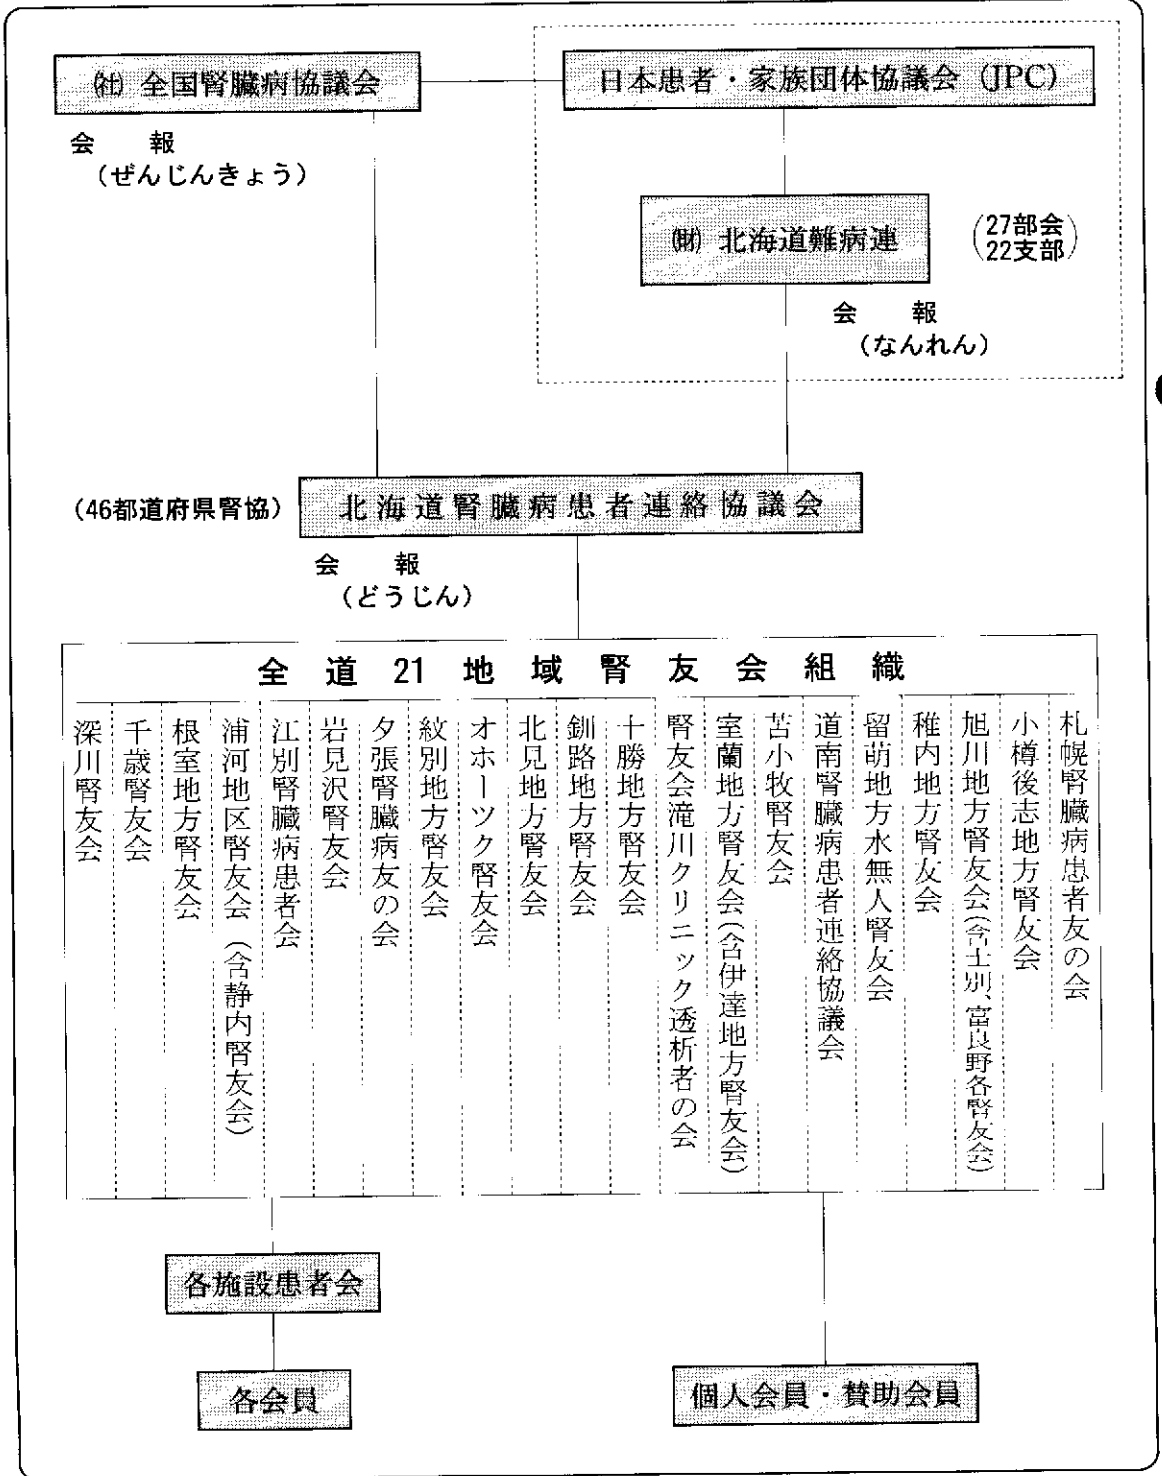 ㈳ 全国腎臓病協議会
会 報
(ぜんじんきょう)
日本患者・家族団体協議会 (JPC)
㈶ 北海道難病連
(27部会
22支部)
会 報
(なんれん)
(46都道府県腎協)
北海道腎臓病患者連絡協議会
会 報
(どうじん)
全道21地域腎友会組織
札幌腎臓病患者友の会
小樽後志地方腎友会
旭川地方腎友会(含士別、富良野各腎友会)
稚内地方腎友会
留萌地方水無人腎友会
道南腎臓病患者連絡協議会
苫小牧腎友会
室蘭地方腎友会(含伊達地方腎友会)
腎友会滝川クリニック透析者の会
十勝地方腎友会
釧路地方腎友会
北見地方腎友会
オホーツク腎友会
紋別地方腎友会
夕張腎臓病友の会
岩見沢腎友会
江別腎臓病患者会
浦河地区腎友会(含静内腎友会)
根室地方腎友会
千歳腎友会
深川腎友会
各施設患者会
各会員
個人会員・賛助会員